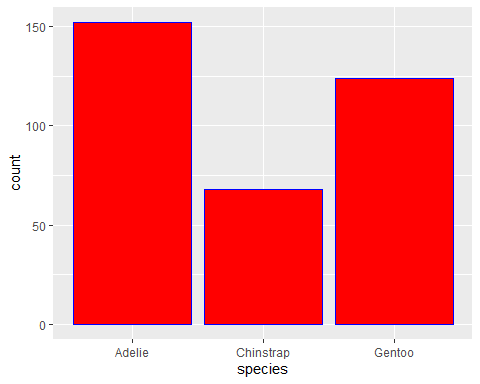 150
100
50
0
count
Adelie
Chinstrap
Gentoo
species